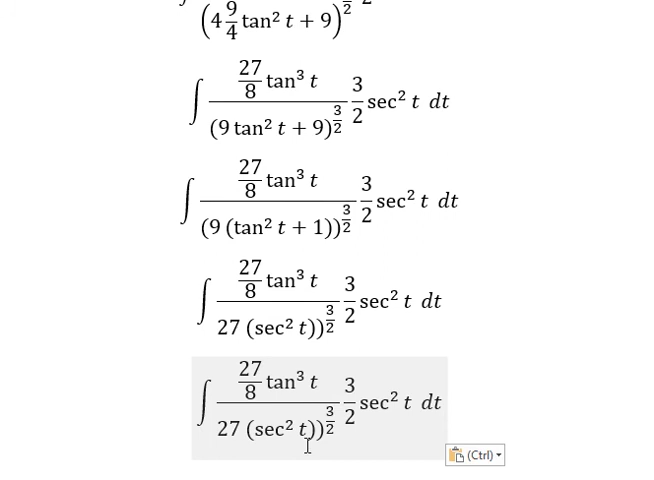 (4 9/4 tan² t + 9)^(3/2)
∫ (27/8 tan³ t)/((9 tan² t + 9)^(3/2)) 3/2 sec² t dt
∫ (27/8 tan³ t)/((9 (tan² t + 1))^(3/2)) 3/2 sec² t dt
∫ (27/8 tan³ t)/(27 (sec² t))^(3/2)) 3/2 sec² t dt
∫ (27/8 tan³ t)/(27 (sec² t))^(3/2)) 3/2 sec² t dt
(Ctrl)